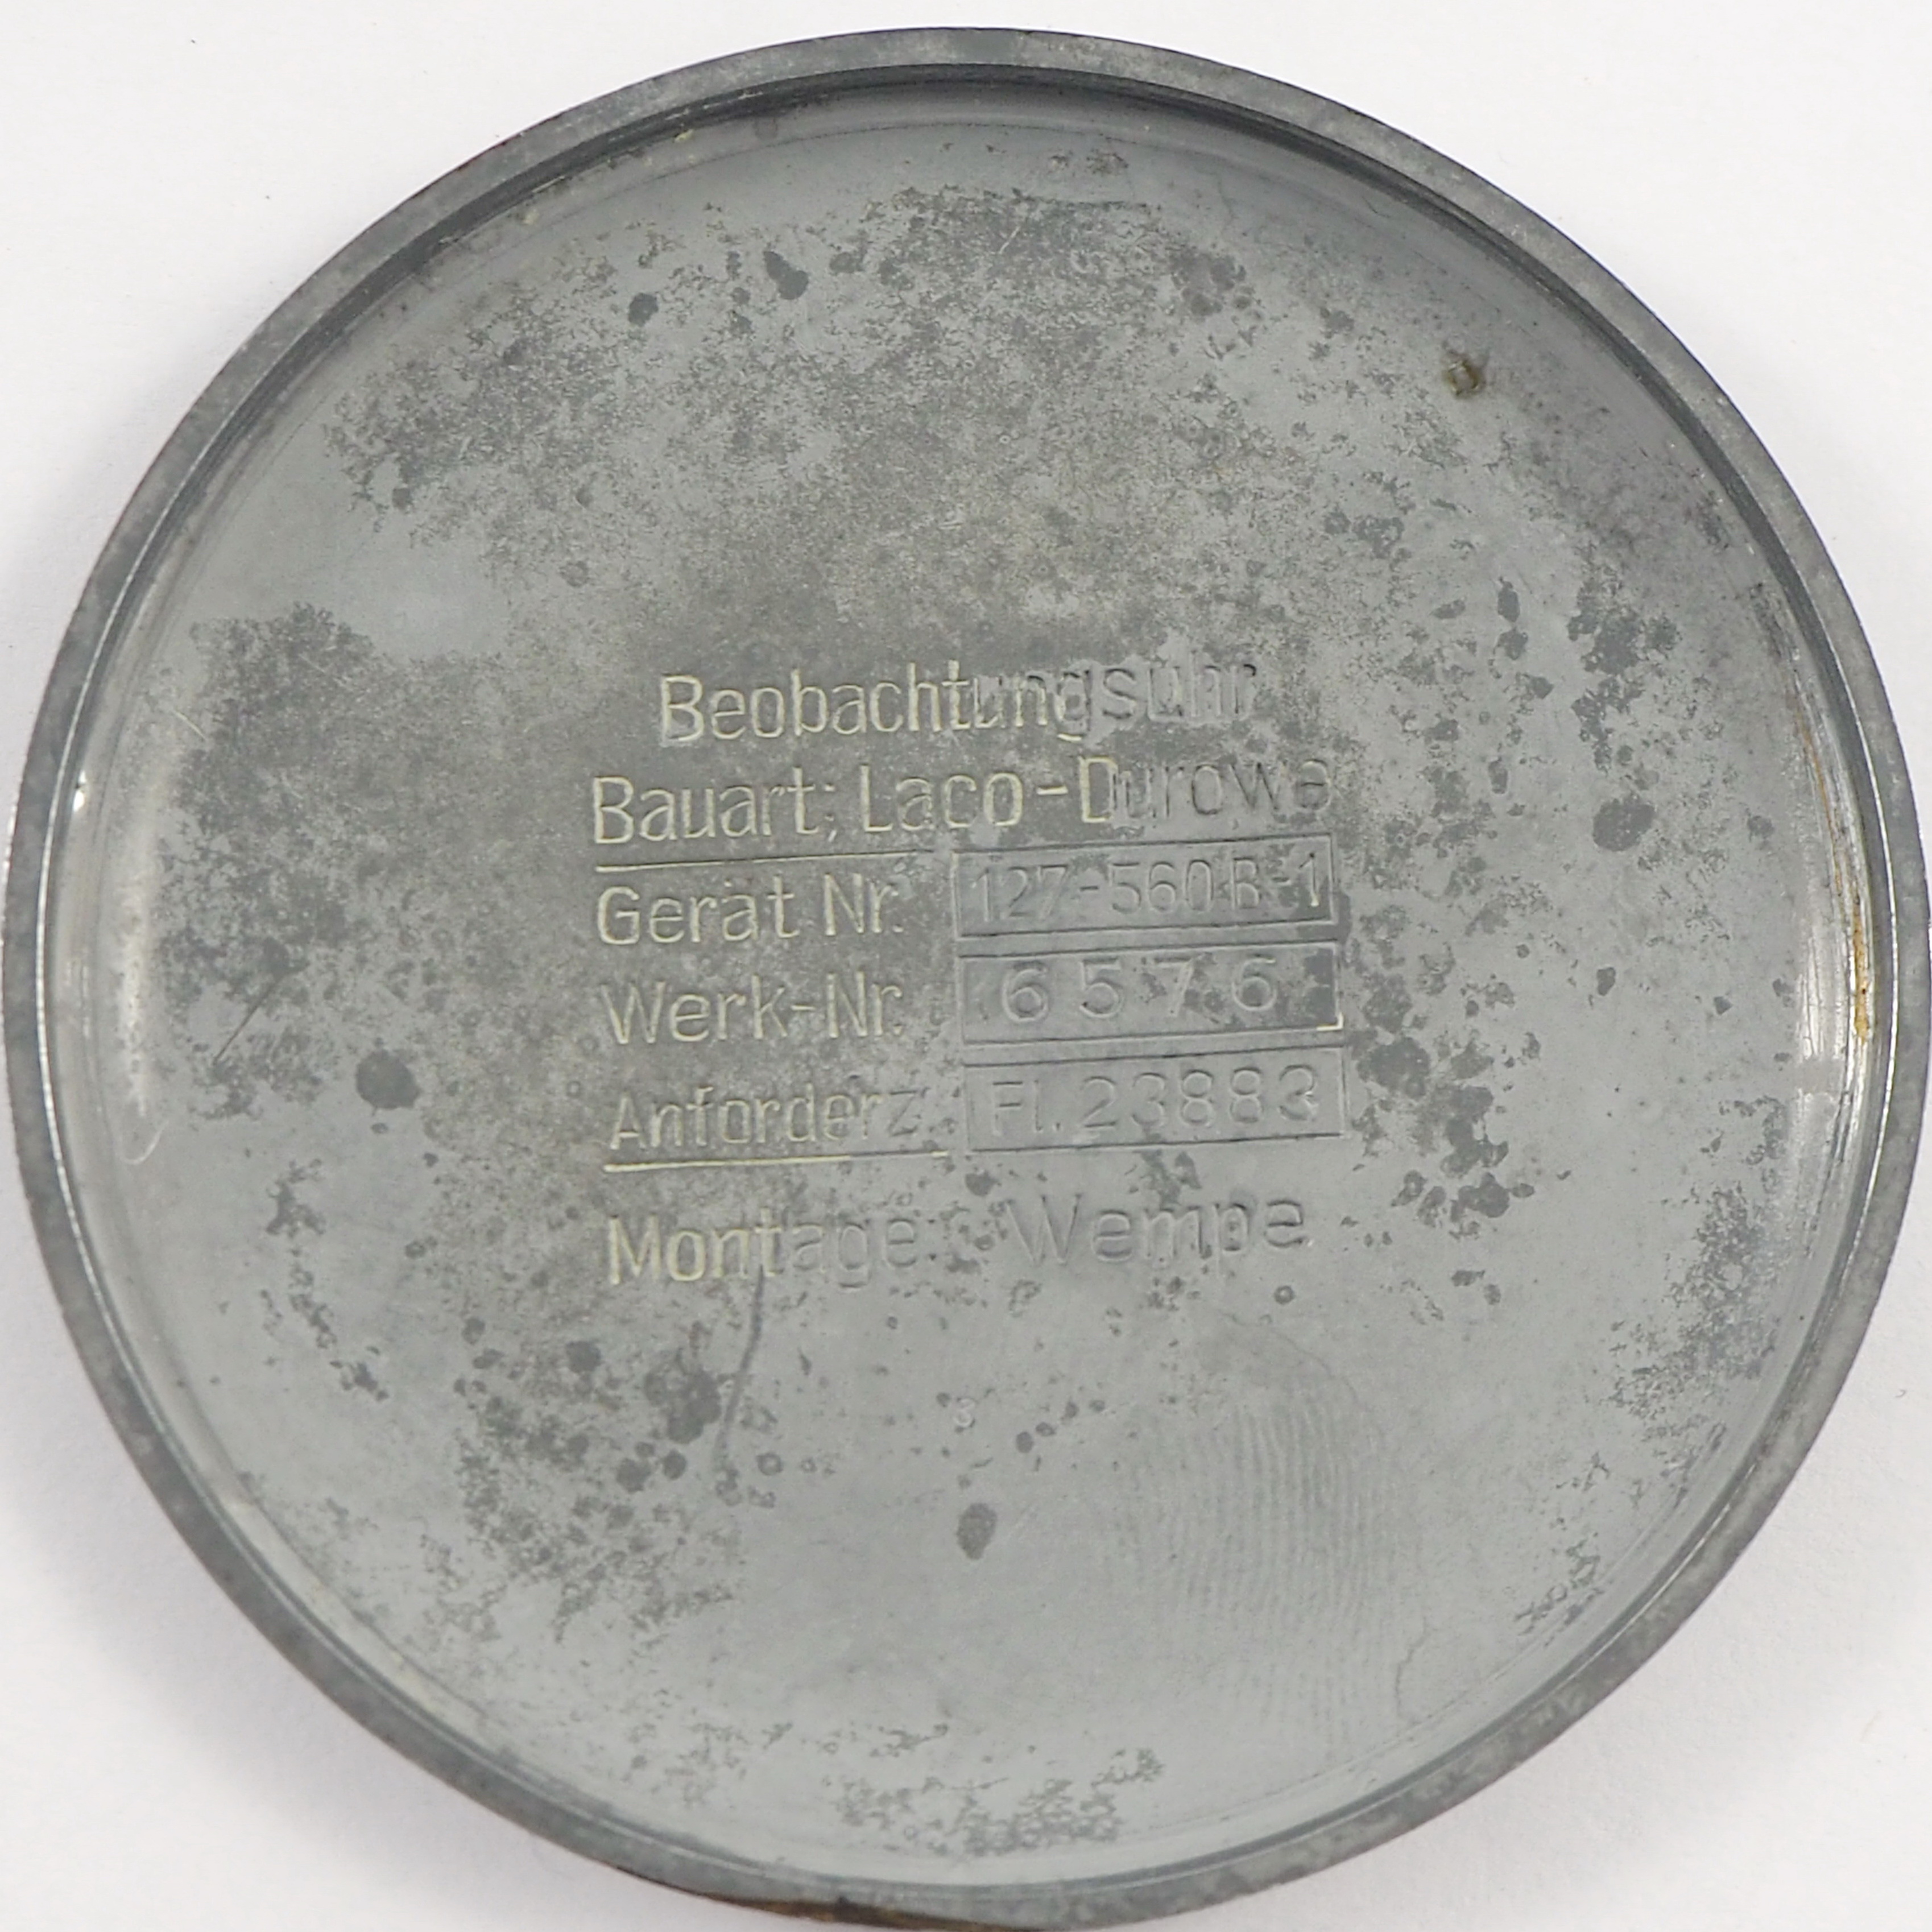 Beobachtungsuhr
Bauart: Laco-Durowe
Gerät Nr. 127-560 B-1
Werk-Nr. 6576
Anforderz. Fl. 23883
Montage: Wempe